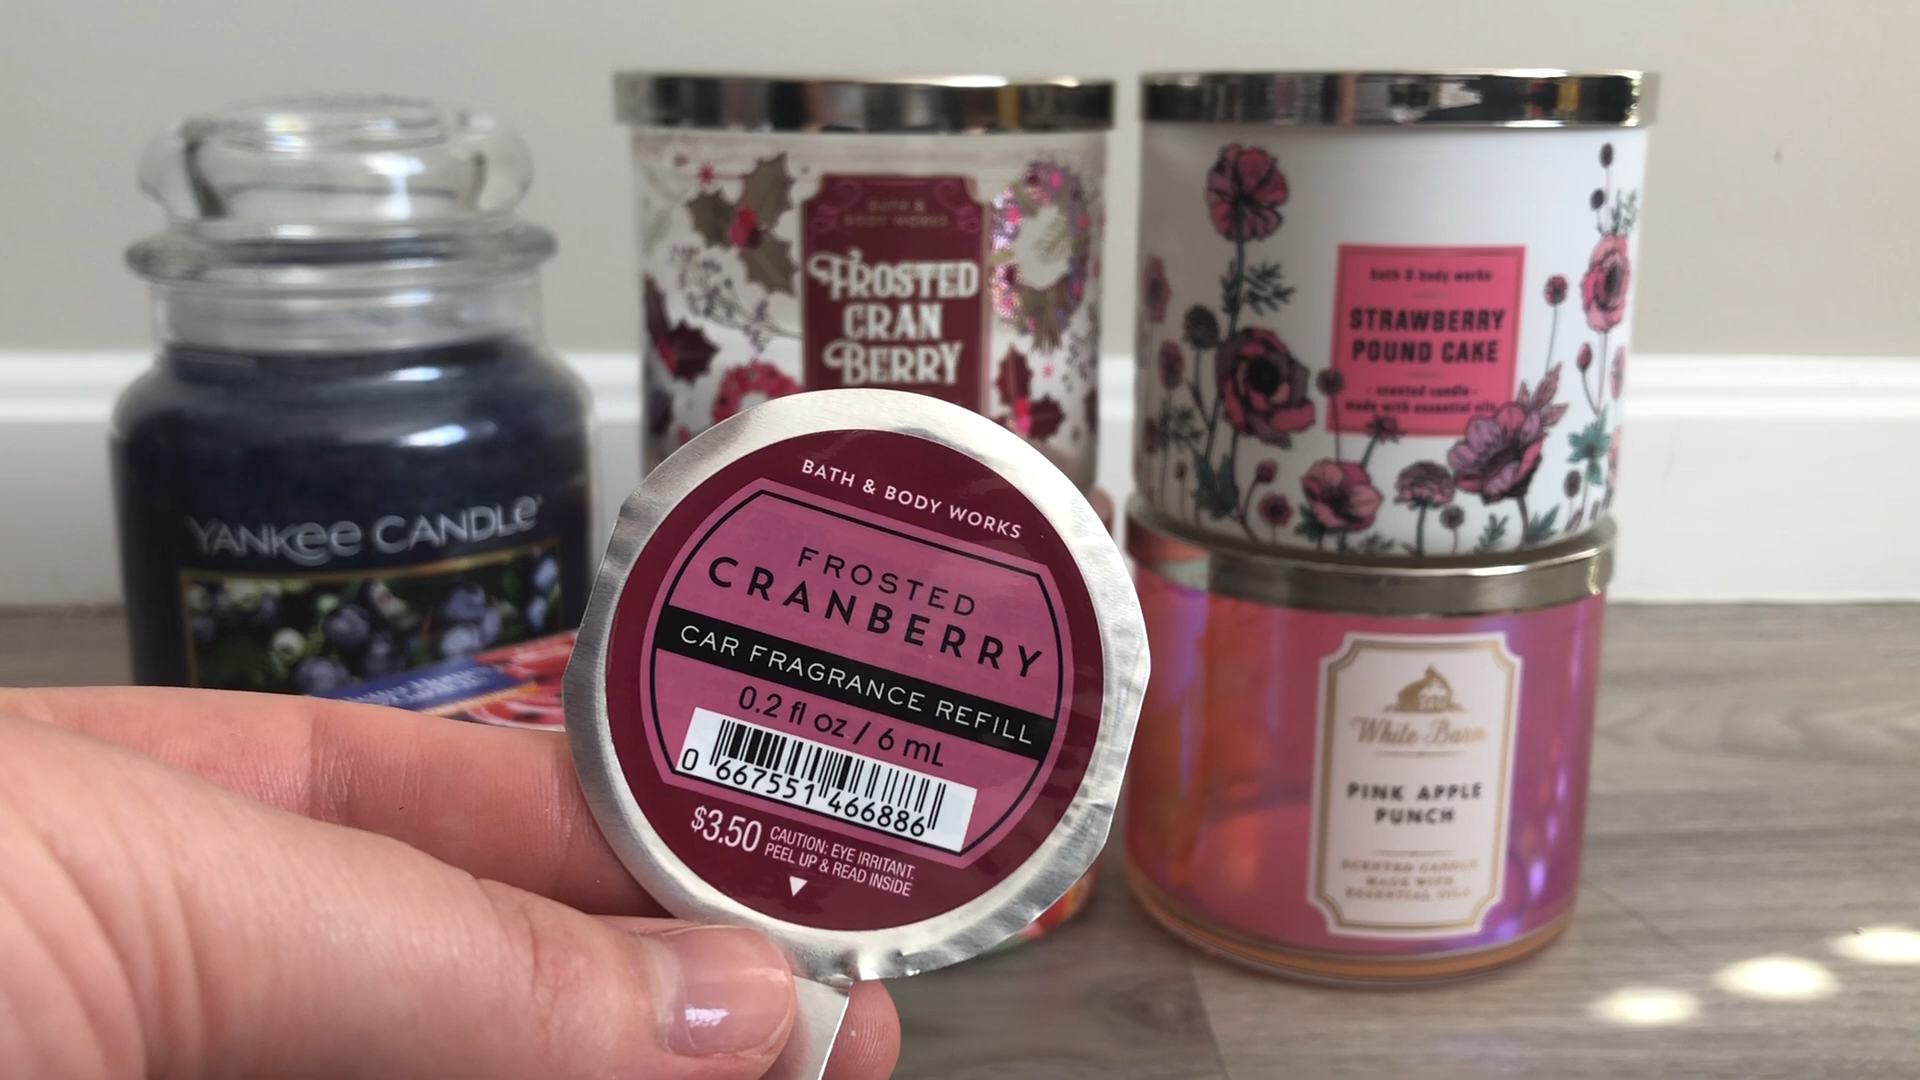 YANKEE CANDLE
BATH &
BODY WORKS
FROSTED
CRAN
BERRY
bath & body works
STRAWBERRY
POUND CAKE
- scented candle -
made with essential oils
BATH & BODY WORKS
FROSTED
CRANBERRY
CAR FRAGRANCE REFILL
0.2 fl oz / 6 mL
0 667551 466886
$3.50
CAUTION: EYE IRRITANT.
PEEL UP & READ INSIDE
White Barn
PINK APPLE
PUNCH
SCENTED CANDLE
MADE WITH
ESSENTIAL OILS